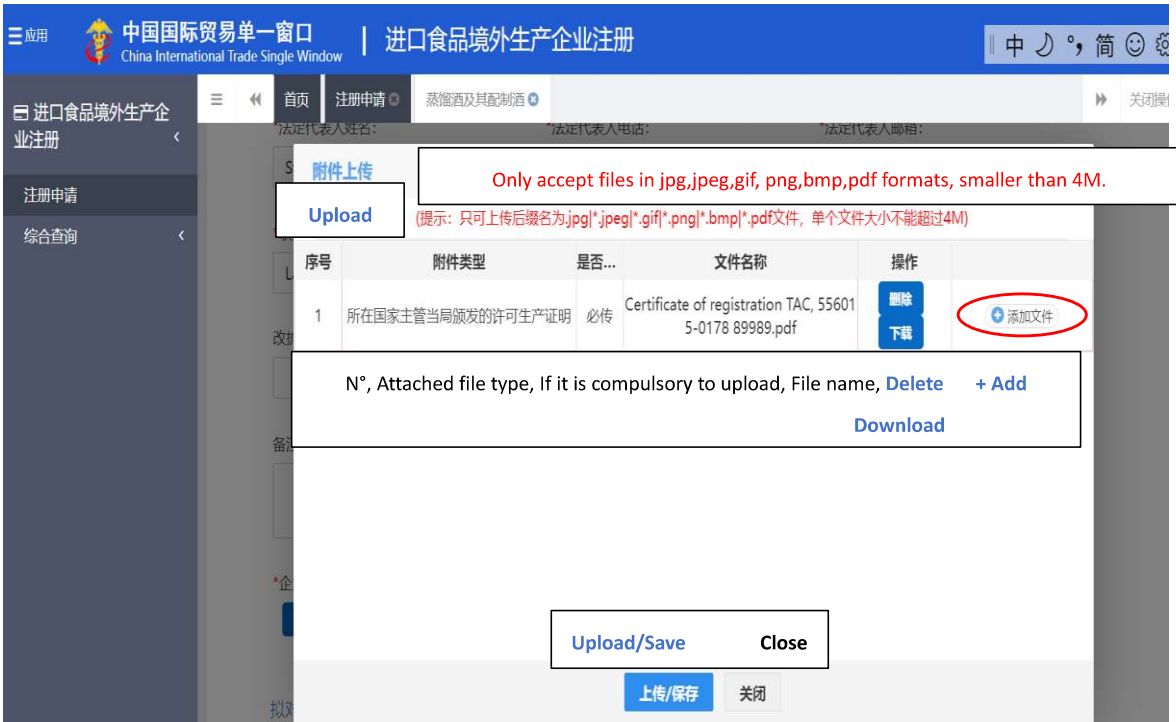 应用
中国国际贸易单一窗口
China International Trade Single Window
进口食品境外生产企业注册
中 简
进口食品境外生产企
业注册
注册申请
综合查询
首页 注册申请 蒸馏酒及其配制酒 关闭操
*法定代表人姓名: *法定代表人电话: *法定代表人邮箱:
附件上传
Only accept files in jpg,jpeg,gif, png,bmp,pdf formats, smaller than 4M.
Upload
(提示：只可上传后缀名为.jpg|*.jpeg|*.gif|*.png|*.bmp|*.pdf文件，单个文件大小不能超过4M)
序号 附件类型 是否... 文件名称 操作
1 所在国家主管当局颁发的许可生产证明 必传 Certificate of registration TAC, 55601
5-0178 89989.pdf
删除
下载
添加文件
N°, Attached file type, If it is compulsory to upload, File name, Delete + Add
Download
*企
Upload/Save Close
上传/保存 关闭
拟对